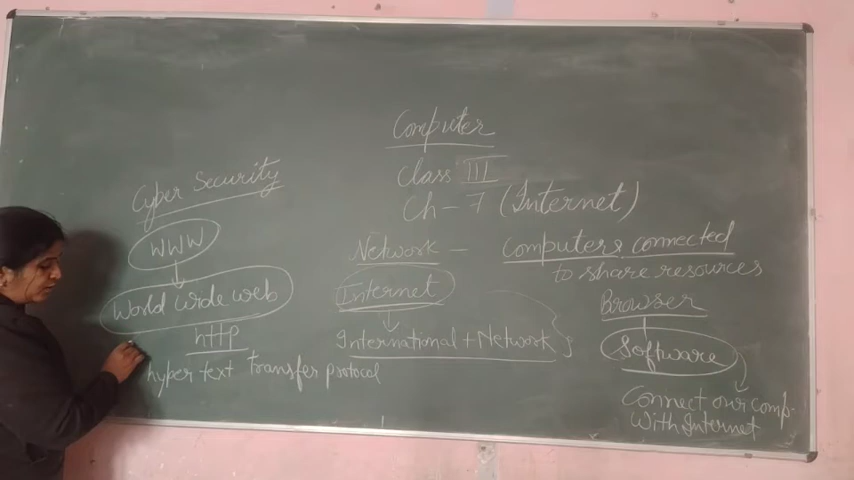 Computer
Class III
Ch - 7 (Internet)
Cyber Security
WWW
World wide web
http
hyper text transfer protocol
Network - Computers connected
to share resources
Internet
International + Network
Browser
Software
Connect our comp.
With Internet